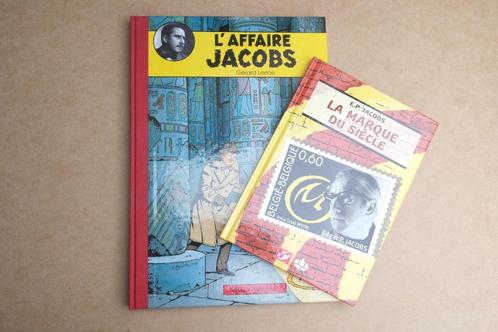 L'AFFAIRE
JACOBS
Gérard Lenne
E.P. JACOBS
LA MARQUE
DU SIÈCLE
BELGIË-BELGIQUE
0,60
Edgar P. JACOBS